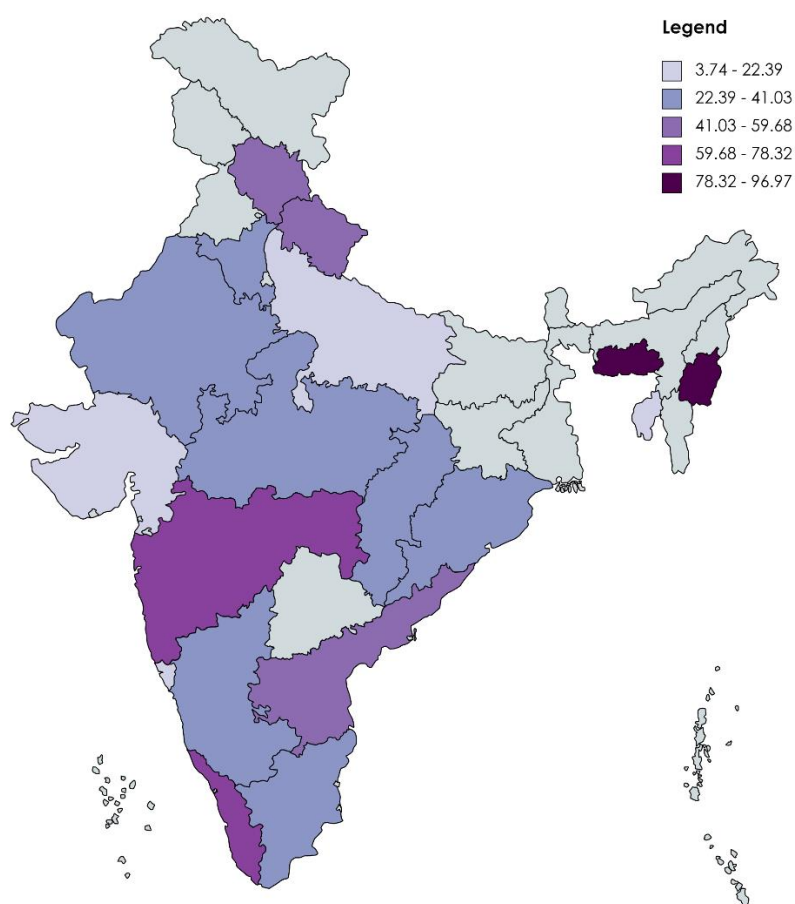 Legend
3.74 - 22.39
22.39 - 41.03
41.03 - 59.68
59.68 - 78.32
78.32 - 96.97